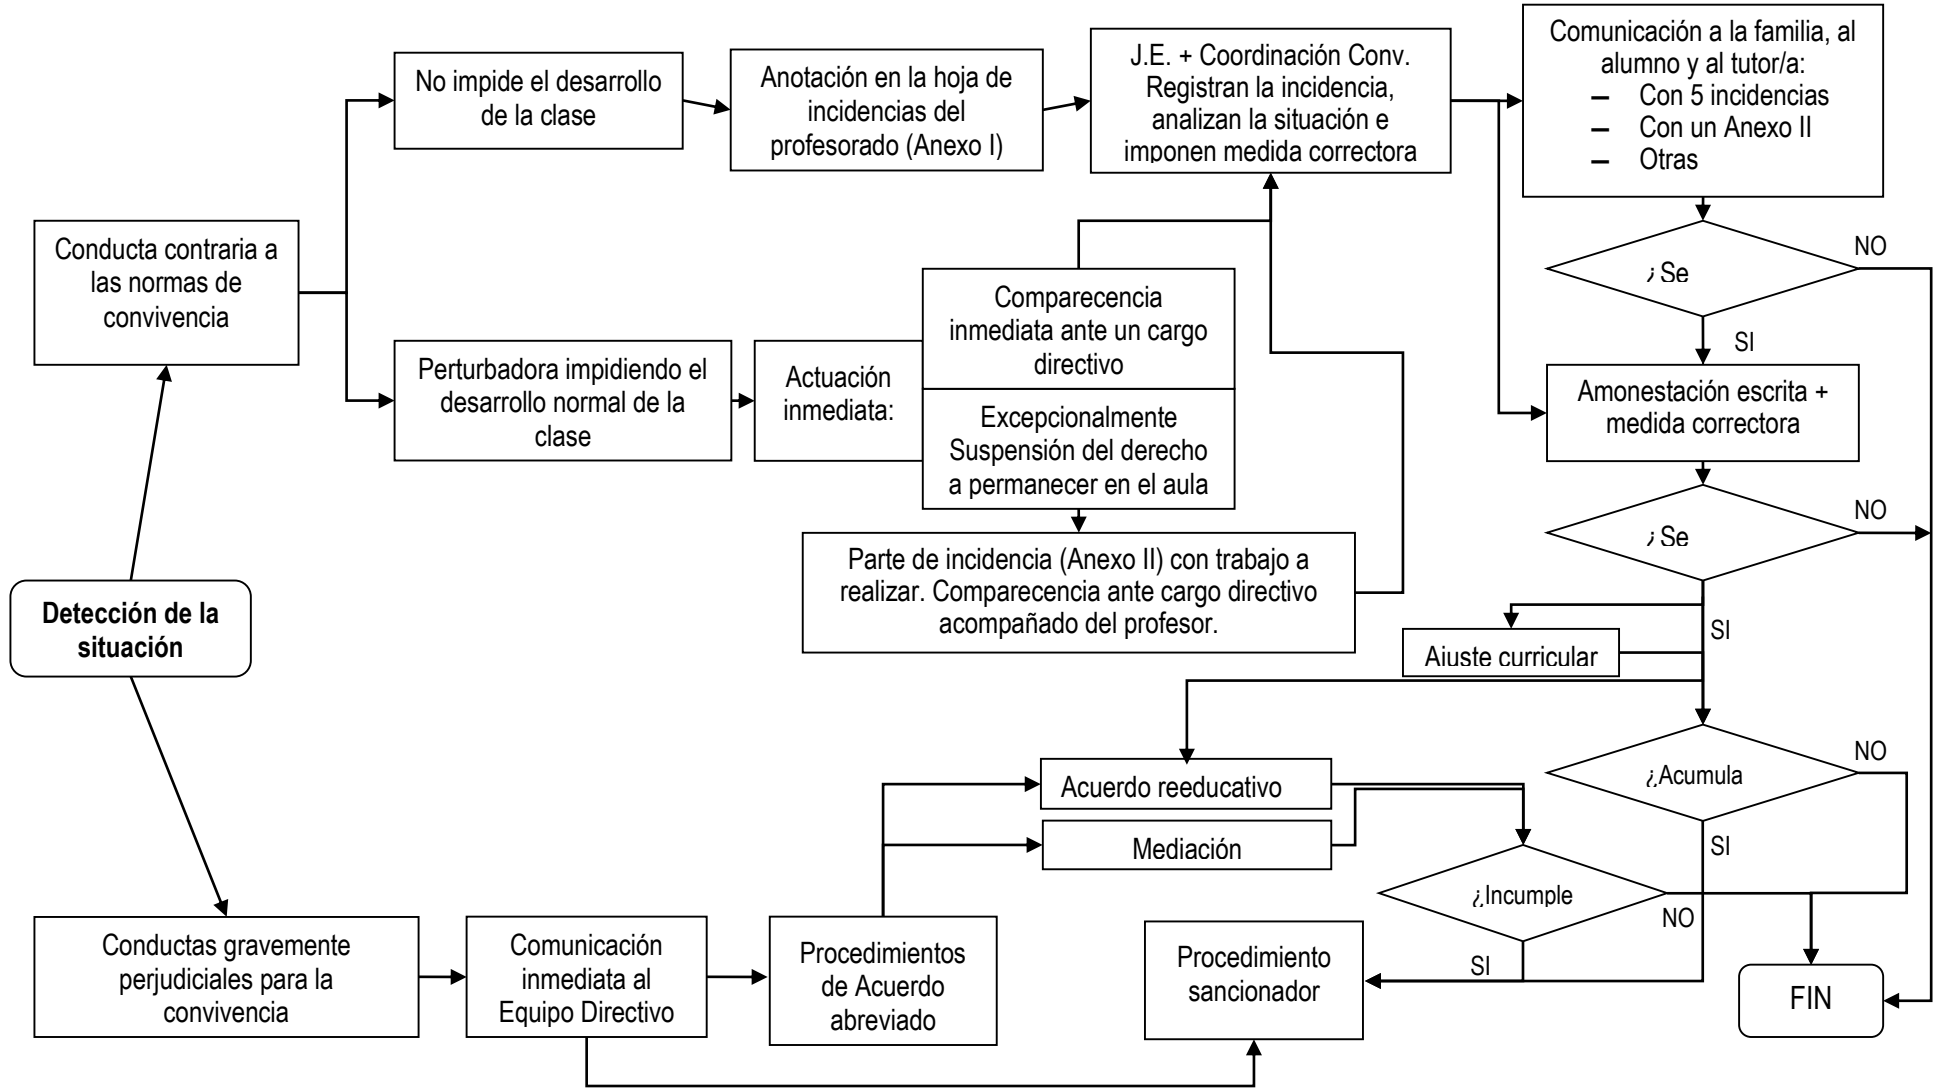 No impide el desarrollo
de la clase
Anotación en la hoja de
incidencias del
profesorado (Anexo I)
J.E. + Coordinación Conv.
Registran la incidencia,
analizan la situación e
imponen medida correctora
Comunicación a la familia, al
alumno y al tutor/a:
– Con 5 incidencias
– Con un Anexo II
– Otras
Conducta contraria a
las normas de
convivencia
¿Se
NO
SI
Perturbadora impidiendo el
desarrollo normal de la
clase
Actuación
inmediata:
Comparecencia
inmediata ante un cargo
directivo
Excepcionalmente
Suspensión del derecho
a permanecer en el aula
Amonestación escrita +
medida correctora
¿Se
NO
SI
Parte de incidencia (Anexo II) con trabajo a
realizar. Comparecencia ante cargo directivo
acompañado del profesor.
Detección de la
situación
Ajuste curricular
¿Acumula
NO
SI
Acuerdo reeducativo
Mediación
¿Incumple
NO
SI
Conductas gravemente
perjudiciales para la
convivencia
Comunicación
inmediata al
Equipo Directivo
Procedimientos
de Acuerdo
abreviado
Procedimiento
sancionador
FIN